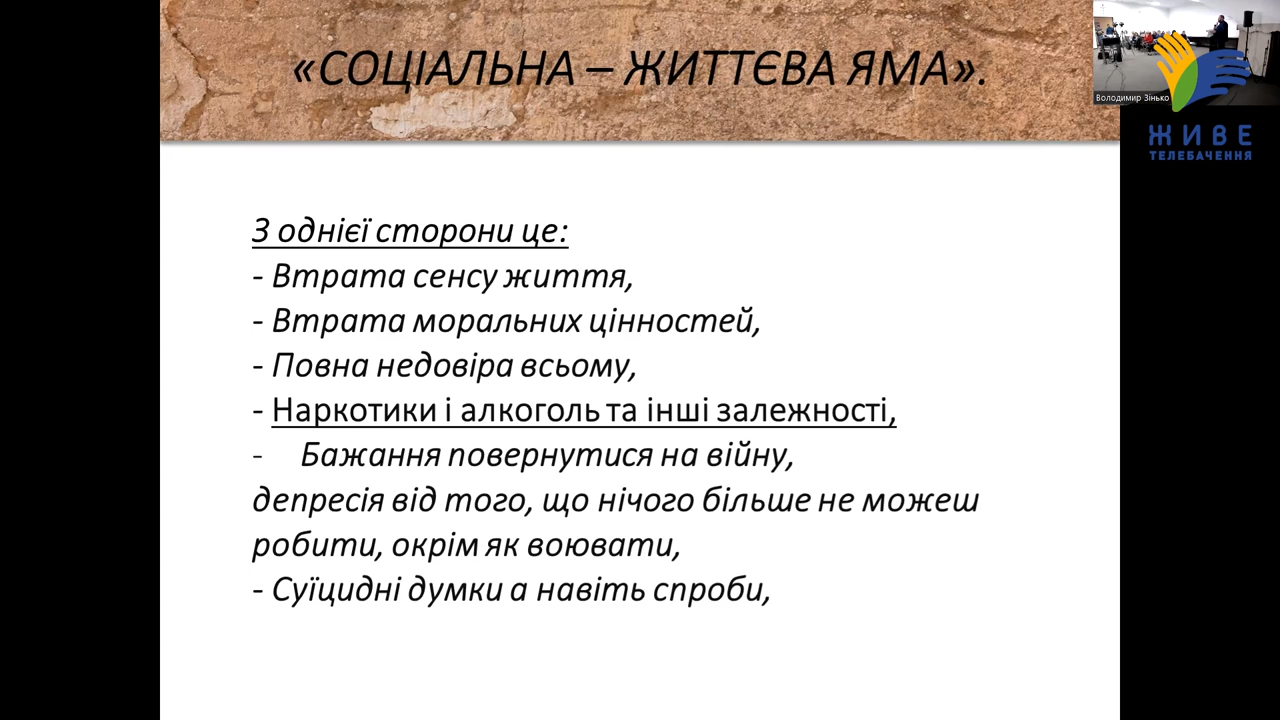 «СОЦІАЛЬНА – ЖИТТЄВА ЯМА».
Володимир Зінько
ЖИВЕ
ТЕЛЕБАЧЕННЯ
З однієї сторони це:
- Втрата сенсу життя,
- Втрата моральних цінностей,
- Повна недовіра всьому,
- Наркотики і алкоголь та інші залежності,
- Бажання повернутися на війну,
депресія від того, що нічого більше не можеш
робити, окрім як воювати,
- Суїцидні думки а навіть спроби,